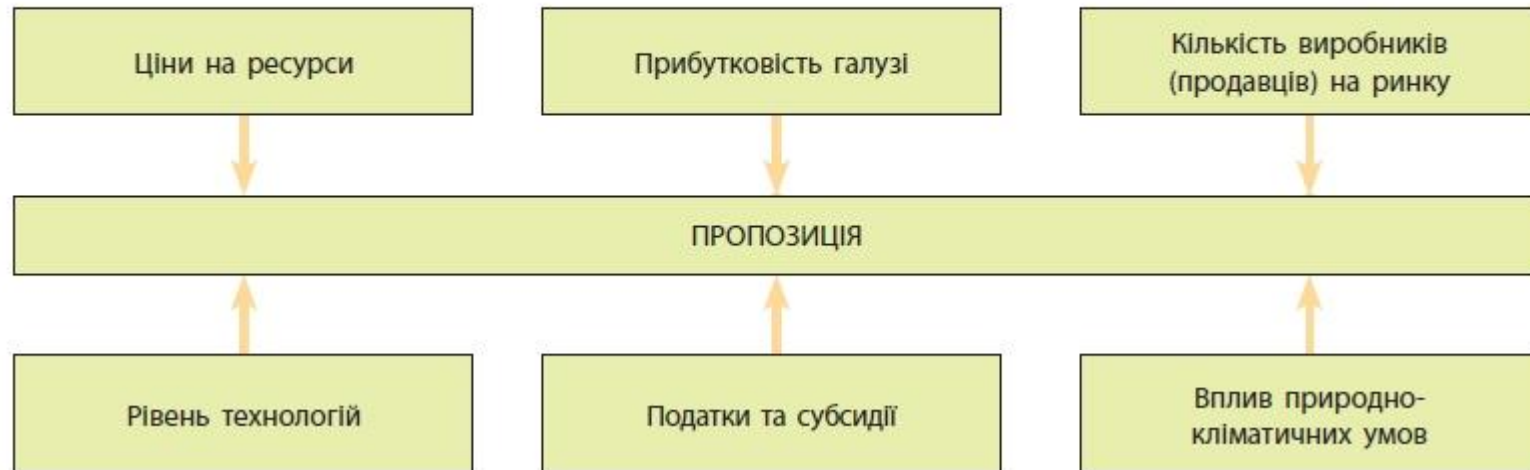 Ціни на ресурси
Прибутковість галузі
Кількість виробників
(продавців) на ринку
ПРОПОЗИЦІЯ
Рівень технологій
Податки та субсидії
Вплив природно-
кліматичних умов